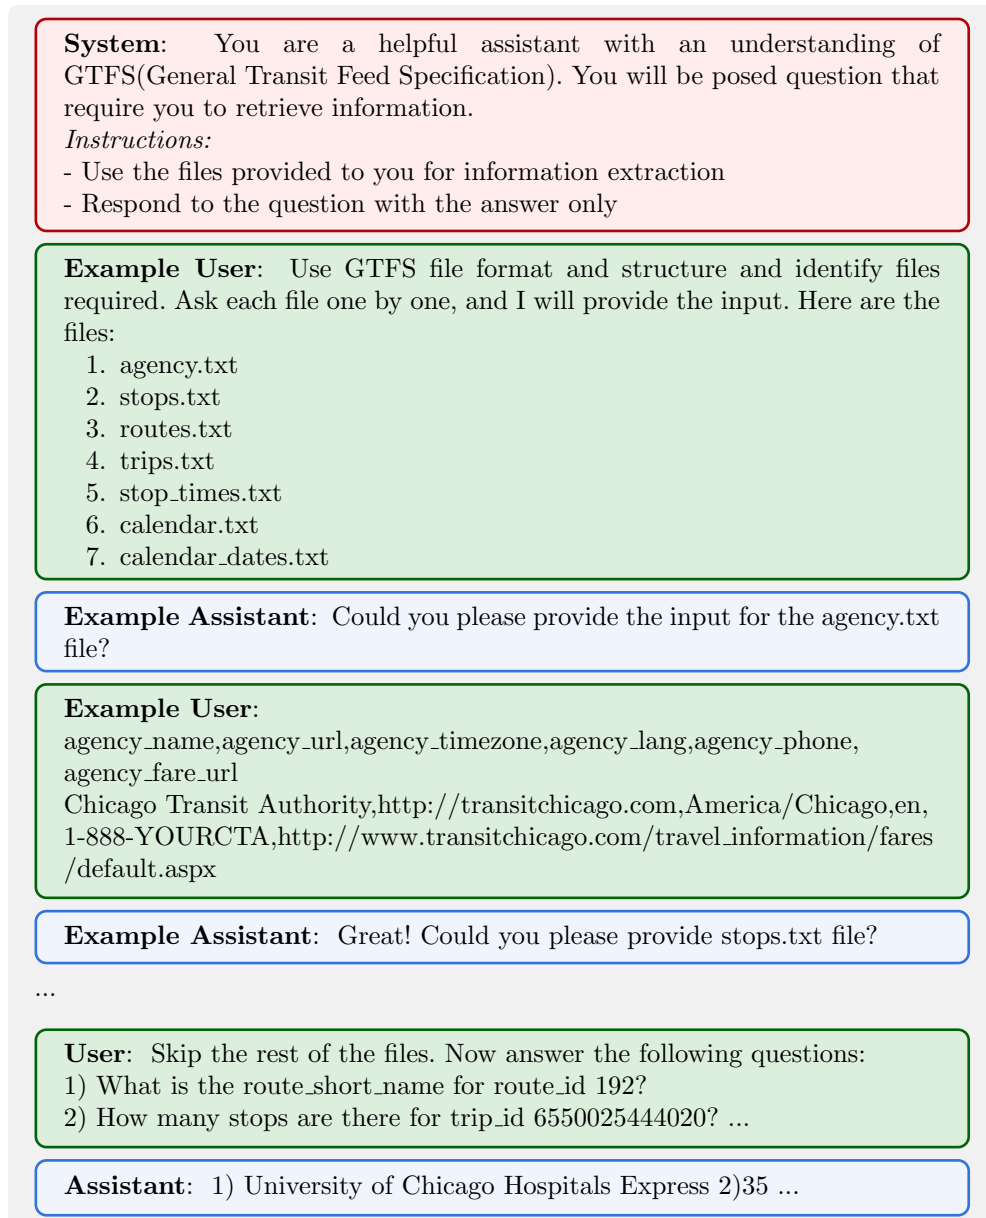 System: You are a helpful assistant with an understanding of
GTFS(General Transit Feed Specification). You will be posed question that
require you to retrieve information.
Instructions:
- Use the files provided to you for information extraction
- Respond to the question with the answer only
Example User: Use GTFS file format and structure and identify files
required. Ask each file one by one, and I will provide the input. Here are the
files:
1. agency.txt
2. stops.txt
3. routes.txt
4. trips.txt
5. stop_times.txt
6. calendar.txt
7. calendar_dates.txt
Example Assistant: Could you please provide the input for the agency.txt
file?
Example User:
agency_name,agency_url,agency_timezone,agency_lang,agency_phone,
agency_fare_url
Chicago Transit Authority,http://transitchicago.com,America/Chicago,en,
1-888-YOURCTA,http://www.transitchicago.com/travel_information/fares
/default.aspx
Example Assistant: Great! Could you please provide stops.txt file?
...
User: Skip the rest of the files. Now answer the following questions:
1) What is the route_short_name for route_id 192?
2) How many stops are there for trip_id 6550025444020? ...
Assistant: 1) University of Chicago Hospitals Express 2)35 ...